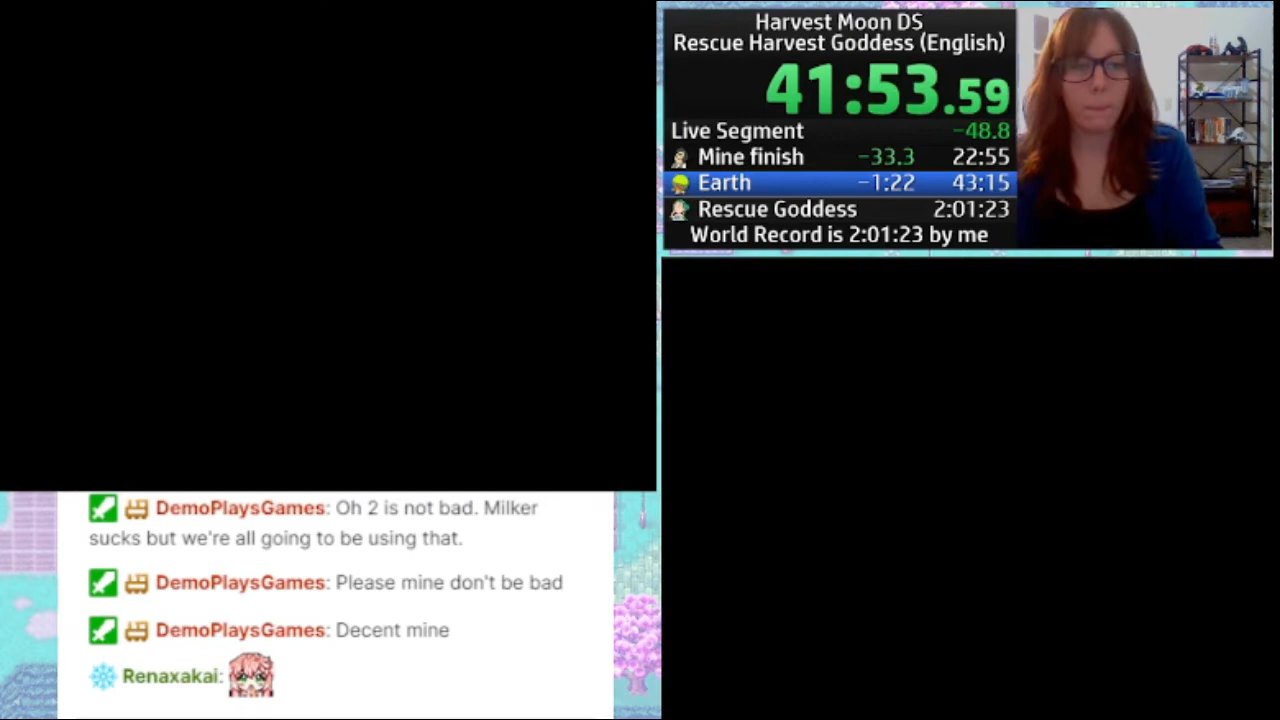 Harvest Moon DS
Rescue Harvest Goddess (English)
41:53.59
Live Segment -48.8
Mine finish -33.3 22:55
Earth -1:22 43:15
Rescue Goddess 2:01:23
World Record is 2:01:23 by me
DemoPlaysGames: Oh 2 is not bad. Milker
sucks but we're all going to be using that.
DemoPlaysGames: Please mine don't be bad
DemoPlaysGames: Decent mine
Renaxakai: